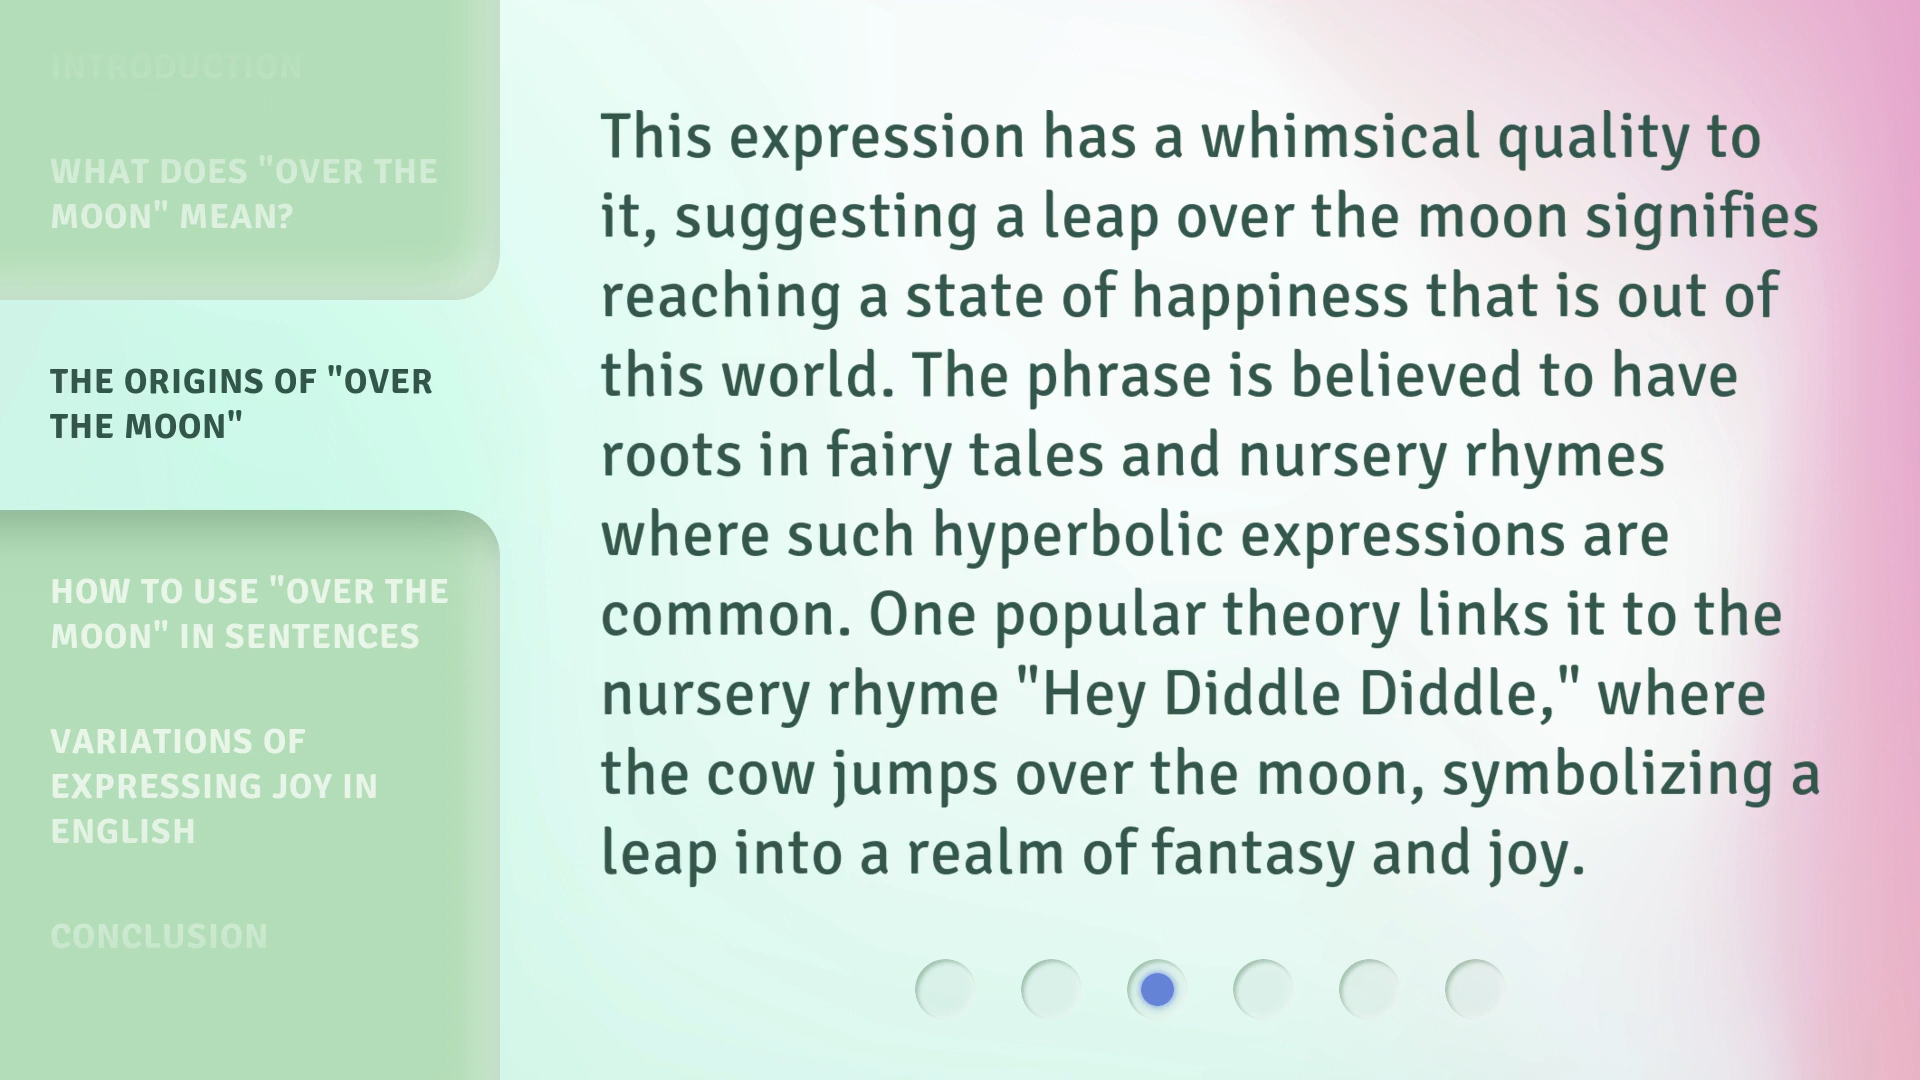 INTRODUCTION
WHAT DOES "OVER THE
MOON" MEAN?
THE ORIGINS OF "OVER
THE MOON"
HOW TO USE "OVER THE
MOON" IN SENTENCES
VARIATIONS OF
EXPRESSING JOY IN
ENGLISH
CONCLUSION
This expression has a whimsical quality to
it, suggesting a leap over the moon signifies
reaching a state of happiness that is out of
this world. The phrase is believed to have
roots in fairy tales and nursery rhymes
where such hyperbolic expressions are
common. One popular theory links it to the
nursery rhyme "Hey Diddle Diddle," where
the cow jumps over the moon, symbolizing a
leap into a realm of fantasy and joy.